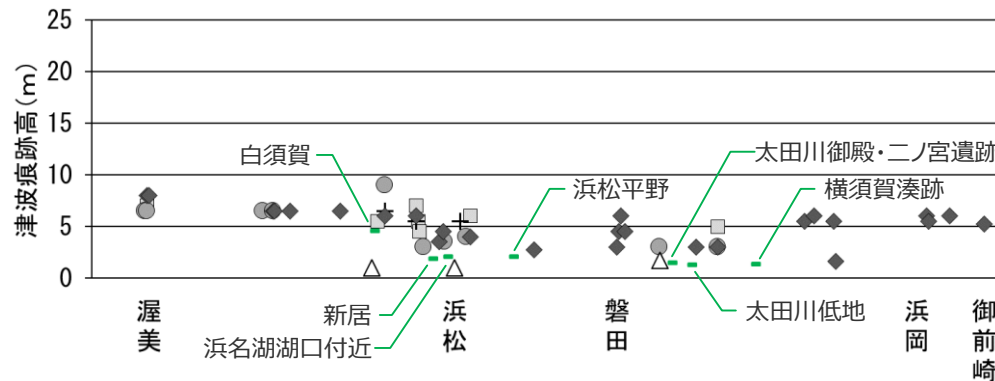 25
20
15
10
5
0
津波痕跡高(m)
白須賀
太田川御殿・二ノ宮遺跡
浜松平野
横須賀湊跡
新居
浜名湖湖口付近
太田川低地
渥美
浜松
磐田
浜岡
御前崎